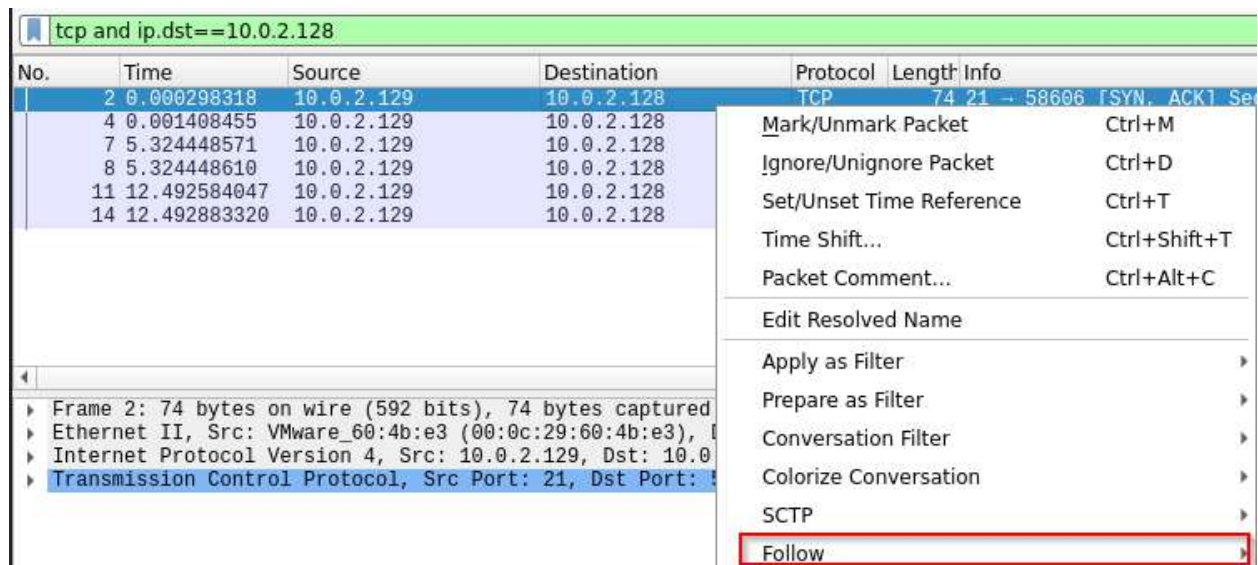 tcp and ip.dst==10.0.2.128
No. Time Source Destination Protocol Length Info
2 0.000298318 10.0.2.129 10.0.2.128 TCP 74 21 → 58606 [SYN, ACK] Se
4 0.001408455 10.0.2.129 10.0.2.128
7 5.324448571 10.0.2.129 10.0.2.128
8 5.324448610 10.0.2.129 10.0.2.128
11 12.492584047 10.0.2.129 10.0.2.128
14 12.492883320 10.0.2.129 10.0.2.128
Mark/Unmark Packet Ctrl+M
Ignore/Unignore Packet Ctrl+D
Set/Unset Time Reference Ctrl+T
Time Shift... Ctrl+Shift+T
Packet Comment... Ctrl+Alt+C
Edit Resolved Name
Apply as Filter
Prepare as Filter
Conversation Filter
Colorize Conversation
SCTP
Follow
Frame 2: 74 bytes on wire (592 bits), 74 bytes captured
Ethernet II, Src: VMware_60:4b:e3 (00:0c:29:60:4b:e3),
Internet Protocol Version 4, Src: 10.0.2.129, Dst: 10.0
Transmission Control Protocol, Src Port: 21, Dst Port: